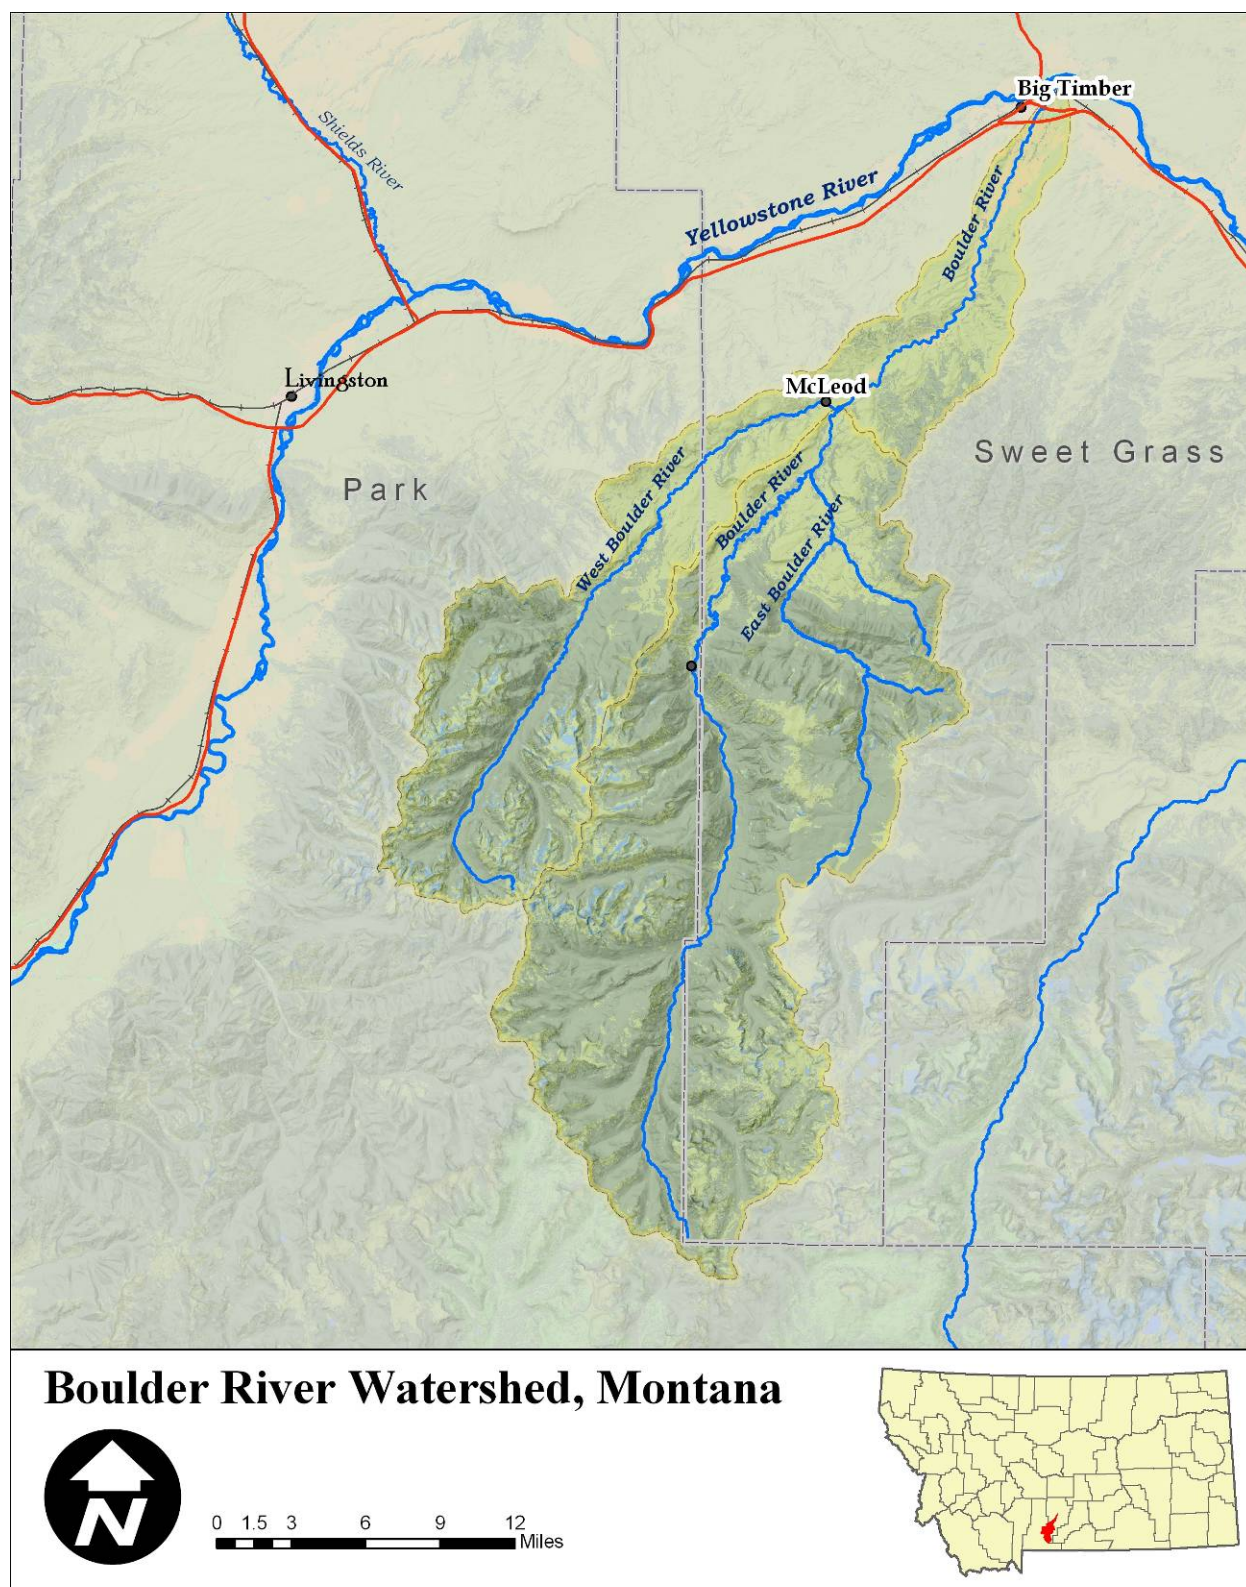 Big Timber
Shields River
Yellowstone River
Boulder River
Livingston
McLeod
Sweet Grass
Park
West Boulder River
Boulder River
East Boulder River
Boulder River Watershed, Montana
N
0 1.5 3 6 9 12
Miles